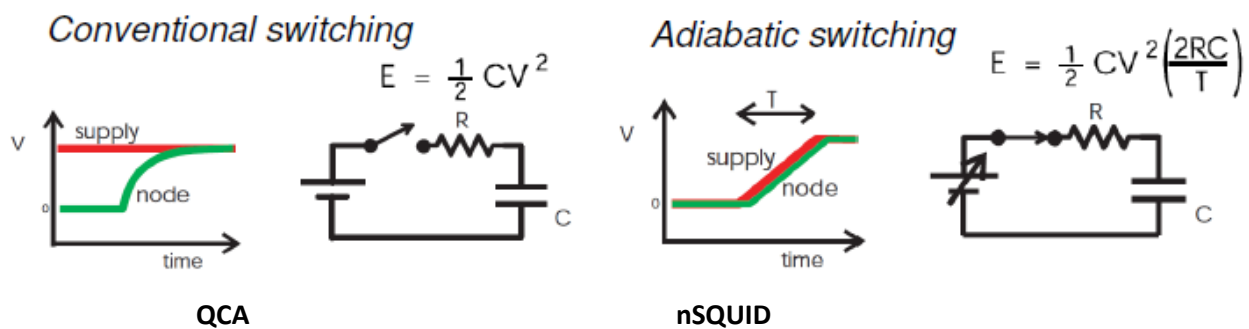 Conventional switching
E = 1/2 CV²
V
supply
node
0
time
R
C
Adiabatic switching
E = 1/2 CV² (2RC/T)
T
V
supply
node
0
time
R
C
QCA
nSQUID